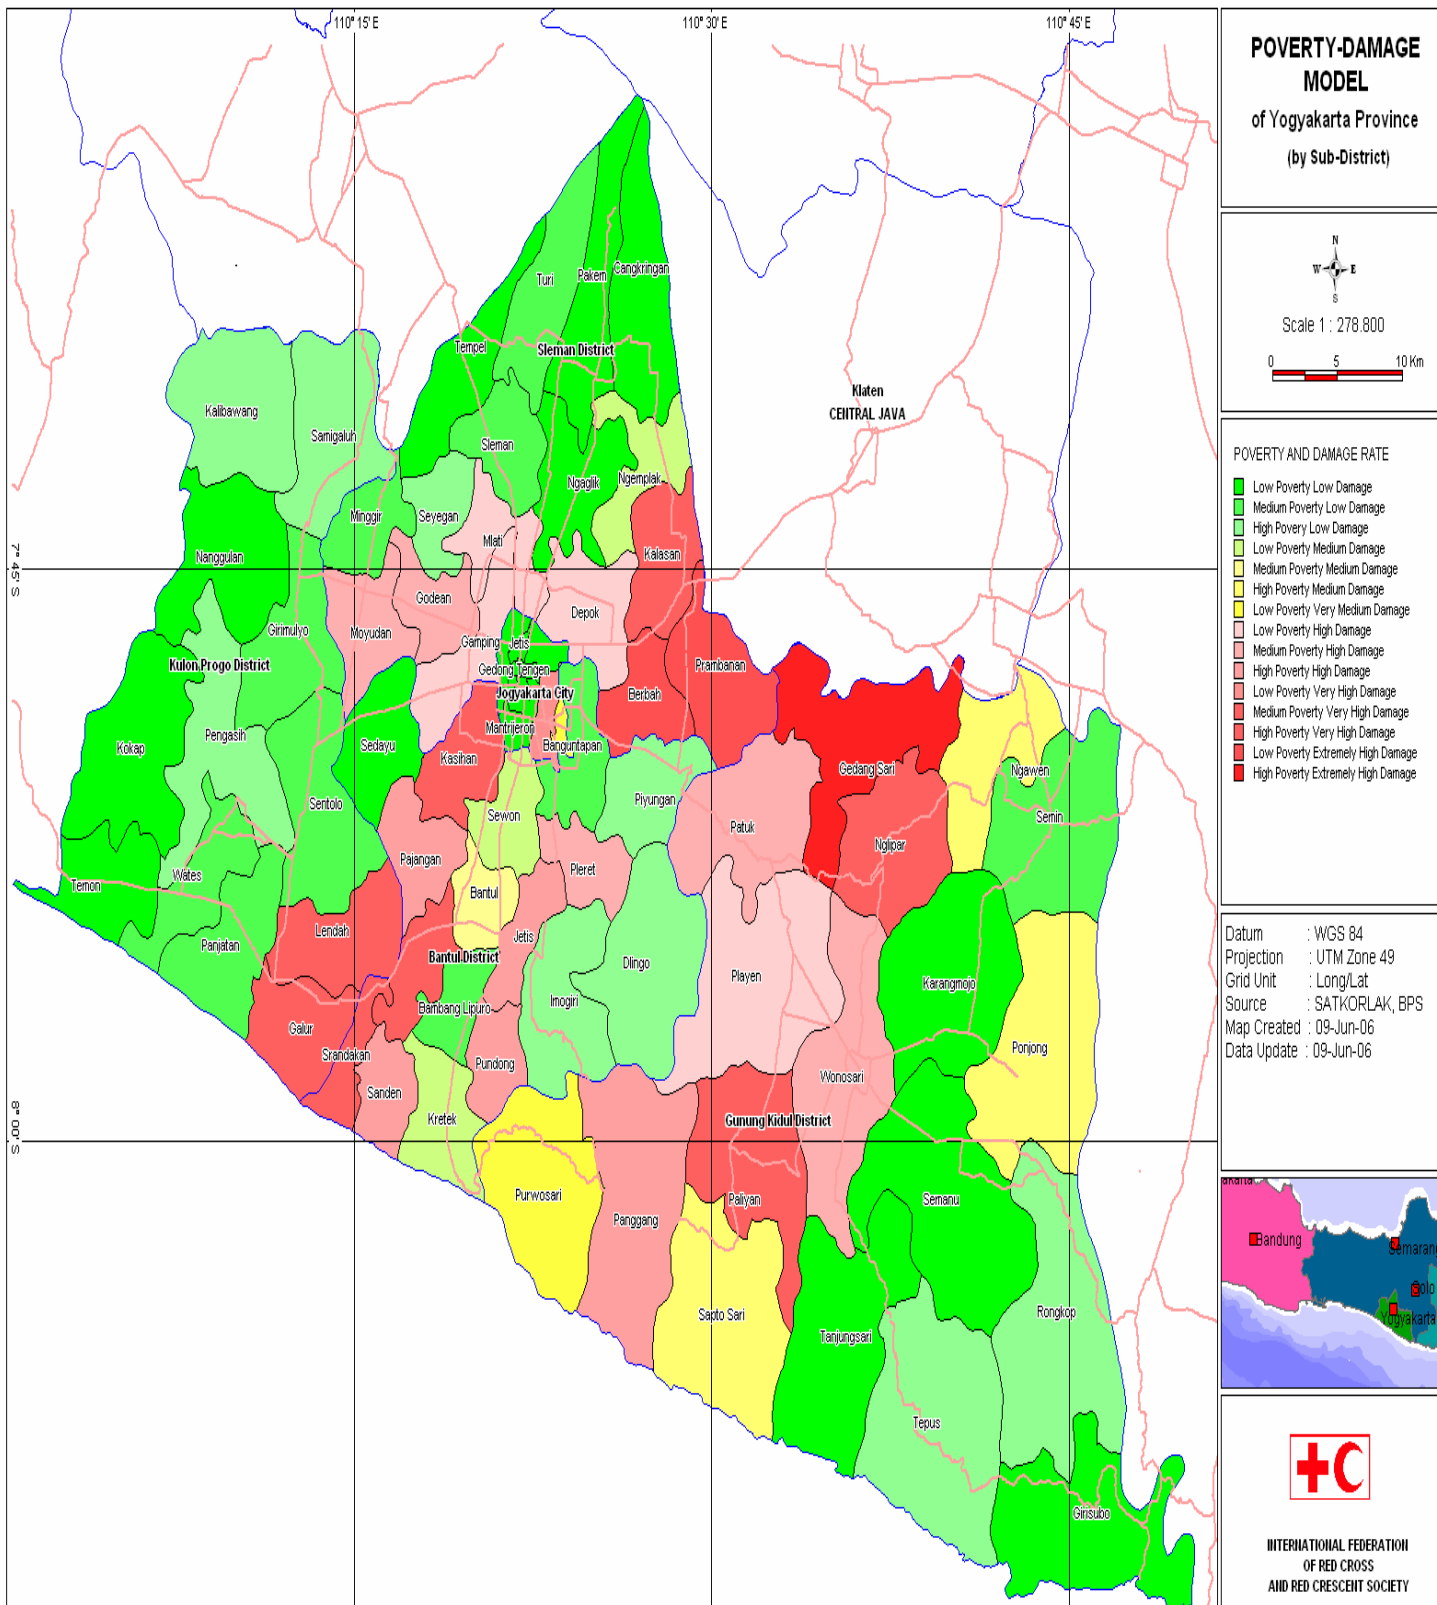 110° 15' E
110° 30' E
110° 45' E
7° 45' S
8° 00' S
POVERTY-DAMAGE
MODEL
of Yogyakarta Province
(by Sub-District)
N
W
E
S
Scale 1 : 278.800
0
5
10 Km
POVERTY AND DAMAGE RATE
Low Poverty Low Damage
Medium Poverty Low Damage
High Povery Low Damage
Low Poverty Medium Damage
Medium Poverty Medium Damage
High Poverty Medium Damage
Low Poverty Very Medium Damage
Low Poverty High Damage
Medium Poverty High Damage
High Poverty High Damage
Low Poverty Very High Damage
Medium Poverty Very High Damage
High Poverty Very High Damage
Low Poverty Extremely High Damage
High Poverty Extremely High Damage
Datum : WGS 84
Projection : UTM Zone 49
Grid Unit : Long/Lat
Source : SATKORLAK, BPS
Map Created : 09-Jun-06
Data Update : 09-Jun-06
Bandung
Semarang
Solo
Yogyakarta
INTERNATIONAL FEDERATION
OF RED CROSS
AND RED CRESCENT SOCIETY
Turi
Pakem
Cangkringan
Tempel
Sleman District
Klaten
CENTRAL JAVA
Kalibawang
Samigaluh
Sleman
Ngaglik
Ngemplak
Minggir
Seyegan
Mlati
Kalasan
Nanggulan
Godean
Depok
Girimulyo
Moyudan
Gamping
Jetis
Kulon Progo District
Gedong Tengen
Prambanan
Jogyakarta City
Berbah
Pengasih
Mantrijeron
Kokap
Sedayu
Banguntapan
Kasihan
Gedang Sari
Ngawen
Sentolo
Piyungan
Sewon
Semin
Patuk
Nglipar
Pajangan
Pleret
Wates
Temon
Bantul
Lendah
Jetis
Panjatan
Bantul District
Dlingo
Playen
Karangmojo
Imogiri
Bambang Lipuro
Galur
Srandakan
Ponjong
Pundong
Wonosari
Sanden
Kretek
Gunung Kidul District
Purwosari
Paliyan
Semanu
Panggang
Sapto Sari
Rongkop
Tanjungsari
Tepus
Girisubo